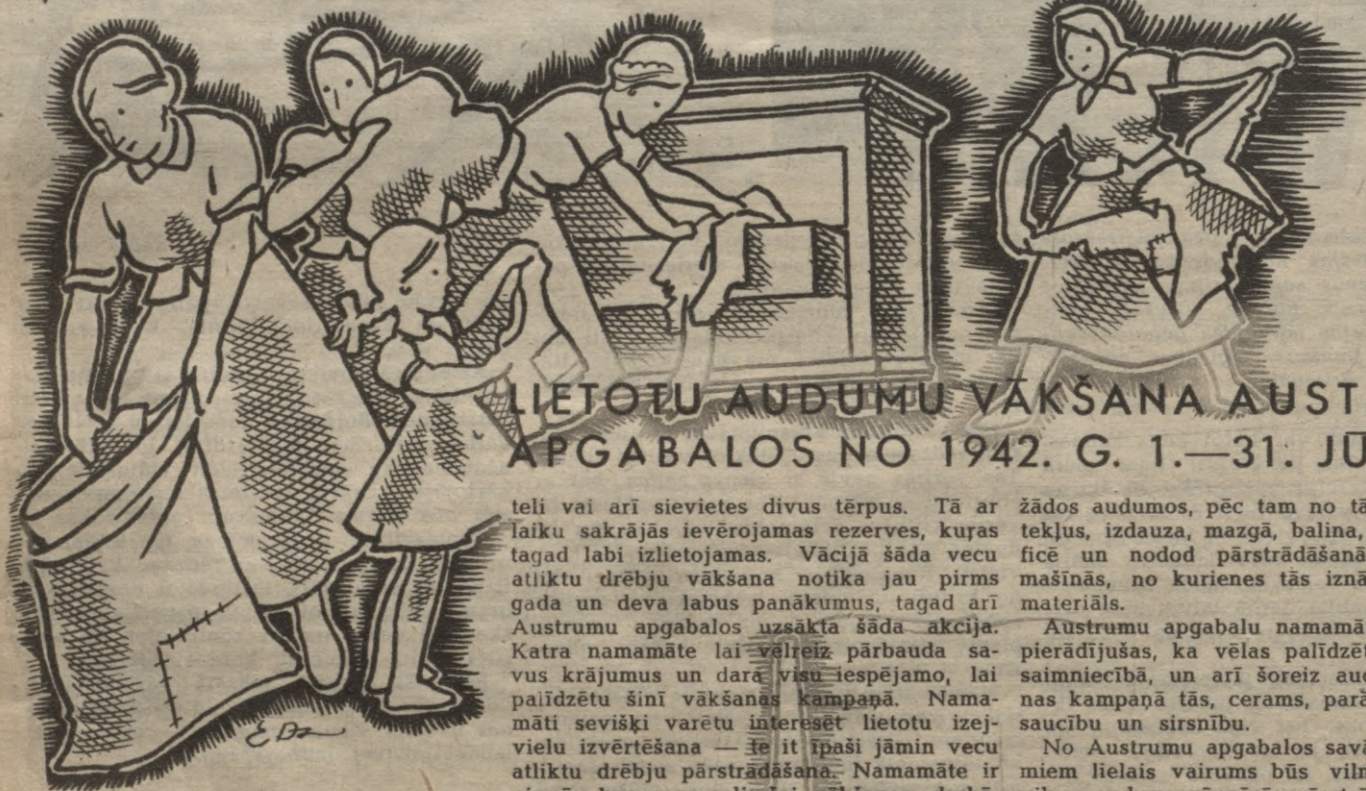 LIETOTU AUDUMU VĀKŠANA AUST
APGABALOS NO 1942. G. 1.—31. JŪ
teli vai arī sievietes divus tērpus. Tā ar
laiku sakrājās ievērojamas rezerves, kuŗas
tagad labi izlietojamas. Vācijā šāda vecu
atliktu drēbju vākšana notika jau pirms
gada un deva labus panākumus, tagad arī
Austrumu apgabalos uzsākta šāda akcija.
Katra namamāte lai vēlreiz pārbauda sa-
vus krājumus un dara visu iespējamo, lai
palīdzētu šinī vākšanas kampaņā. Nama-
māti sevišķi varētu interesēt lietotu izej-
vielu izvērtēšana — te it īpaši jāmin vecu
atliktu drēbju pārstrādāšana. Namamāte ir
žādos audumos, pēc tam no tā
tekļus, izdauza, mazgā, balina,
ficē un nodod pārstrādāšanā
mašīnās, no kurienes tās iznā
materiāls.
Austrumu apgabalu namamā
pierādījušas, ka vēlas palīdzēt
saimniecībā, un arī šoreiz aud
nas kampaņā tās, cerams, parā
saucību un sirsnību.
No Austrumu apgabalos savā
miem lielais vairums būs viln